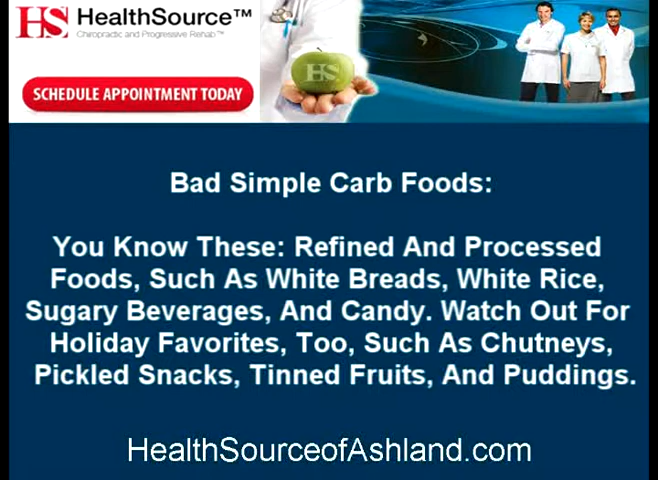 HS HealthSource™
Chiropractic and Progressive Rehab™
SCHEDULE APPOINTMENT TODAY
HS
Bad Simple Carb Foods:
You Know These: Refined And Processed
Foods, Such As White Breads, White Rice,
Sugary Beverages, And Candy. Watch Out For
Holiday Favorites, Too, Such As Chutneys,
Pickled Snacks, Tinned Fruits, And Puddings.
HealthSourceofAshland.com